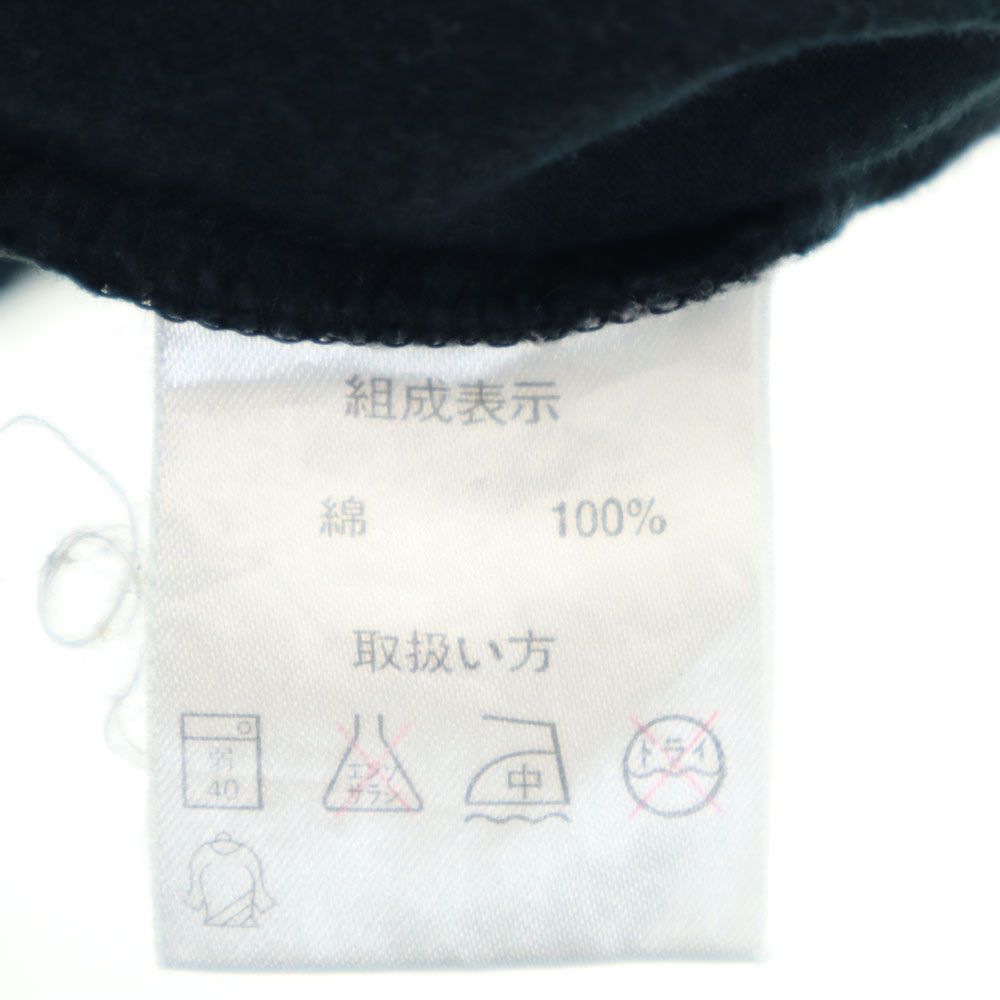 組成表示
綿 100%
取扱い方
弱 エンソ 中 ドライ
40 サラシ